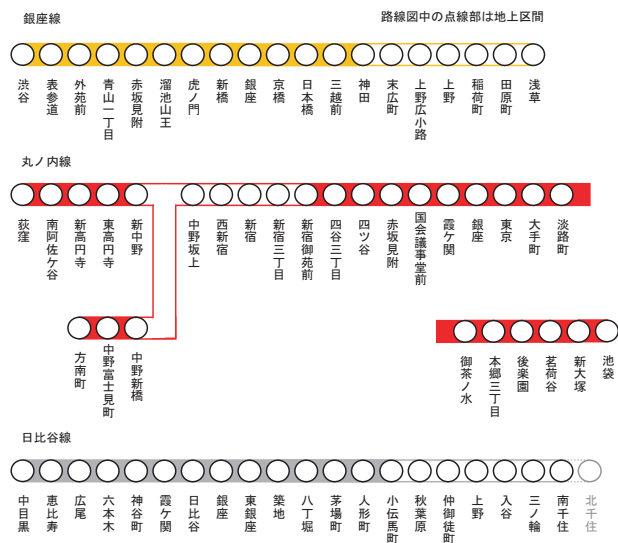 銀座線
路線図中の点線部は地上区間
渋谷
表参道
外苑前
青山一丁目
赤坂見附
溜池山王
虎ノ門
新橋
銀座
京橋
日本橋
三越前
神田
末広町
上野広小路
上野
稲荷町
田原町
浅草
丸ノ内線
荻窪
南阿佐ケ谷
新高円寺
東高円寺
新中野
中野坂上
西新宿
新宿
新宿三丁目
新宿御苑前
四谷三丁目
四ツ谷
赤坂見附
国会議事堂前
霞ケ関
銀座
東京
大手町
淡路町
方南町
中野富士見町
中野新橋
御茶ノ水
本郷三丁目
後楽園
茗荷谷
新大塚
池袋
日比谷線
中目黒
恵比寿
広尾
六本木
神谷町
霞ケ関
日比谷
銀座
東銀座
築地
八丁堀
茅場町
人形町
小伝馬町
秋葉原
仲御徒町
上野
入谷
三ノ輪
南千住
北千住